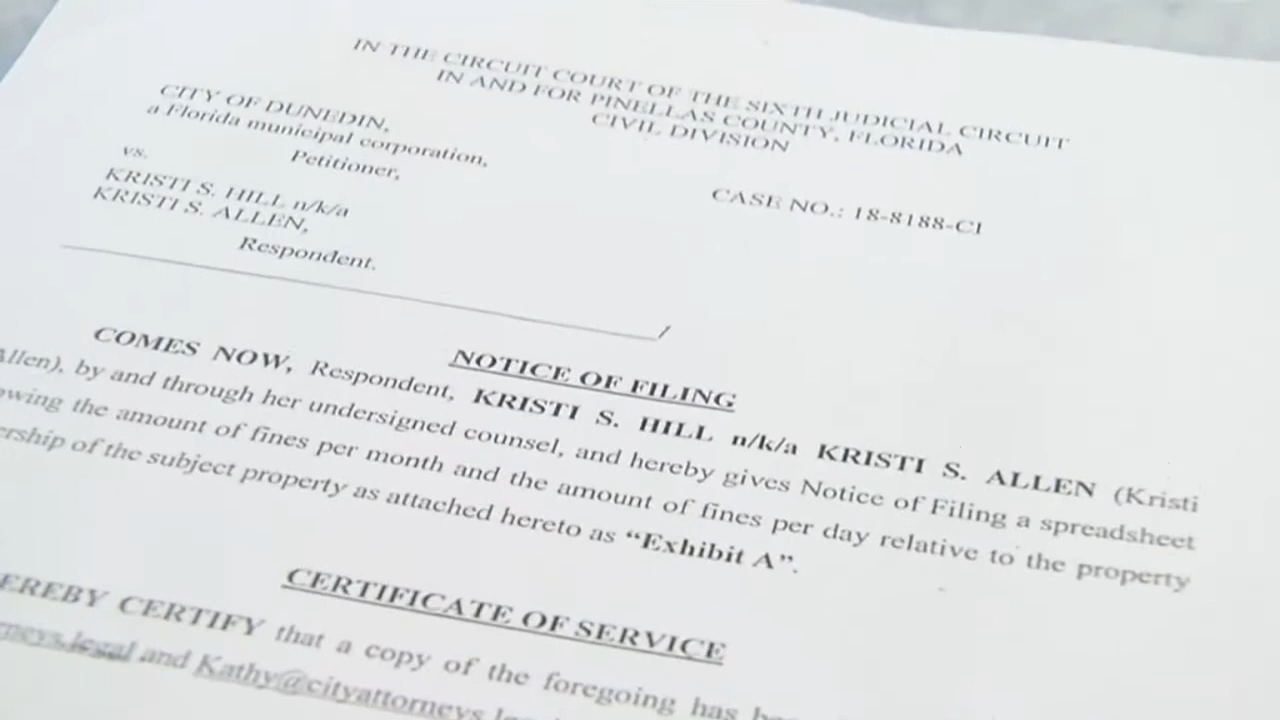 IN THE CIRCUIT COURT OF THE SIXTH JUDICIAL CIRCUIT
IN AND FOR PINELLAS COUNTY, FLORIDA
CIVIL DIVISION
CITY OF DUNEDIN,
a Florida municipal corporation,
Petitioner,
vs.
CASE NO.: 18-8188-CI
KRISTI S. HILL n/k/a
KRISTI S. ALLEN,
Respondent.
/
NOTICE OF FILING
COMES NOW, Respondent, KRISTI S. HILL n/k/a KRISTI S. ALLEN (Kristi
Allen), by and through her undersigned counsel, and hereby gives Notice of Filing a spreadsheet
owing the amount of fines per month and the amount of fines per day relative to the property
ership of the subject property as attached hereto as “Exhibit A”.
CERTIFICATE OF SERVICE
EREBY CERTIFY that a copy of the foregoing has
neys.legal and Kathy@cityattorneys.